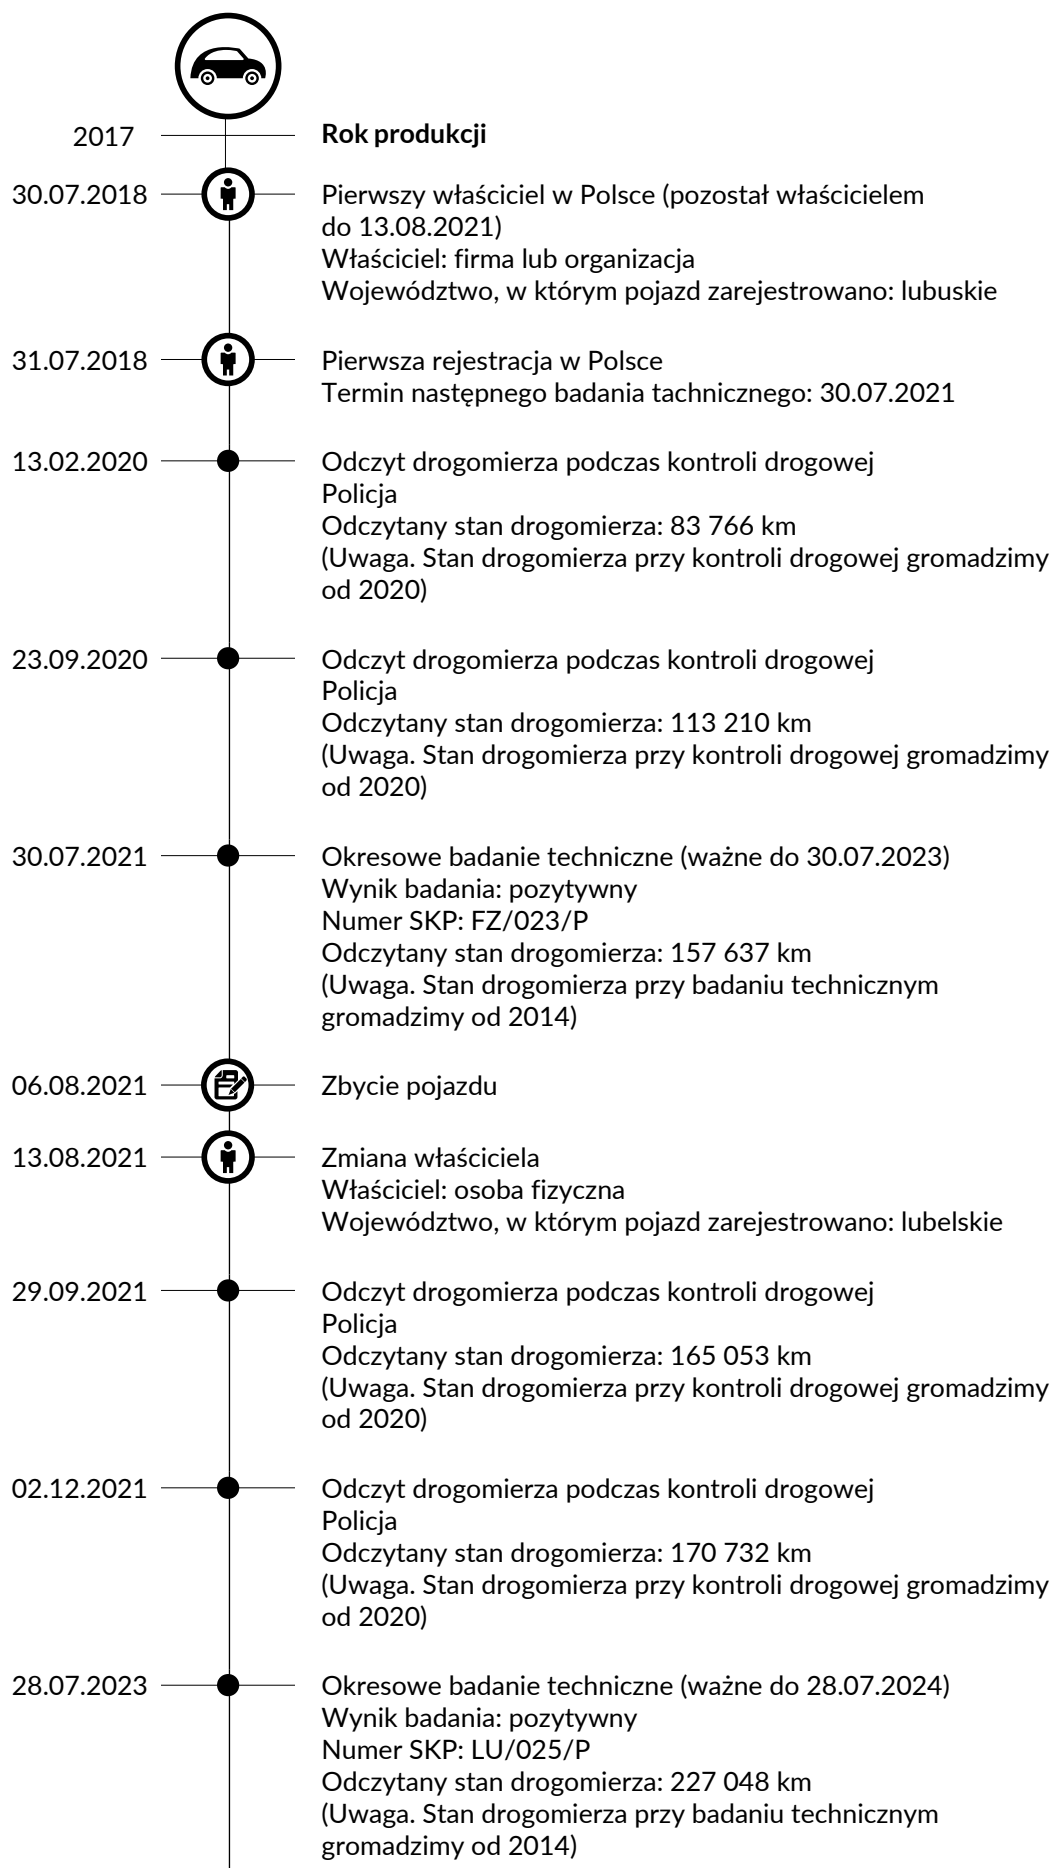 2017
Rok produkcji
30.07.2018
Pierwszy właściciel w Polsce (pozostał właścicielem
do 13.08.2021)
Właściciel: firma lub organizacja
Województwo, w którym pojazd zarejestrowano: lubuskie
31.07.2018
Pierwsza rejestracja w Polsce
Termin następnego badania tachnicznego: 30.07.2021
13.02.2020
Odczyt drogomierza podczas kontroli drogowej
Policja
Odczytany stan drogomierza: 83 766 km
(Uwaga. Stan drogomierza przy kontroli drogowej gromadzimy
od 2020)
23.09.2020
Odczyt drogomierza podczas kontroli drogowej
Policja
Odczytany stan drogomierza: 113 210 km
(Uwaga. Stan drogomierza przy kontroli drogowej gromadzimy
od 2020)
30.07.2021
Okresowe badanie techniczne (ważne do 30.07.2023)
Wynik badania: pozytywny
Numer SKP: FZ/023/P
Odczytany stan drogomierza: 157 637 km
(Uwaga. Stan drogomierza przy badaniu technicznym
gromadzimy od 2014)
06.08.2021
Zbycie pojazdu
13.08.2021
Zmiana właściciela
Właściciel: osoba fizyczna
Województwo, w którym pojazd zarejestrowano: lubelskie
29.09.2021
Odczyt drogomierza podczas kontroli drogowej
Policja
Odczytany stan drogomierza: 165 053 km
(Uwaga. Stan drogomierza przy kontroli drogowej gromadzimy
od 2020)
02.12.2021
Odczyt drogomierza podczas kontroli drogowej
Policja
Odczytany stan drogomierza: 170 732 km
(Uwaga. Stan drogomierza przy kontroli drogowej gromadzimy
od 2020)
28.07.2023
Okresowe badanie techniczne (ważne do 28.07.2024)
Wynik badania: pozytywny
Numer SKP: LU/025/P
Odczytany stan drogomierza: 227 048 km
(Uwaga. Stan drogomierza przy badaniu technicznym
gromadzimy od 2014)